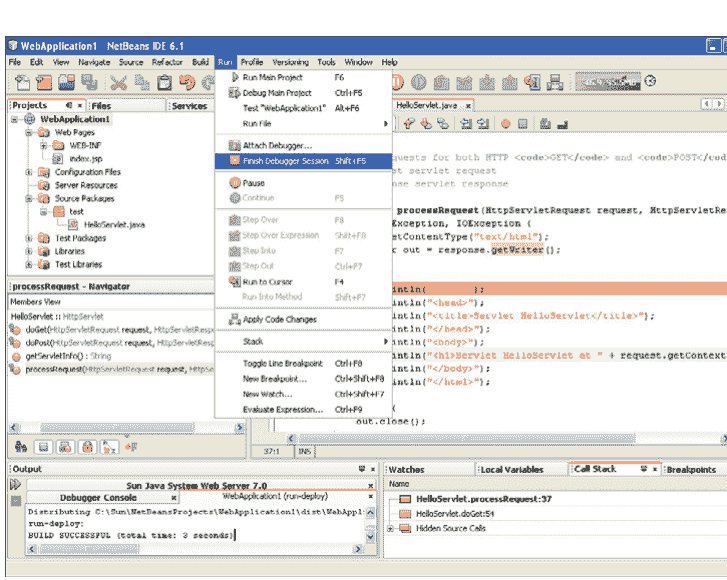 WebApplication1   NetBeans IDE 6.1
File Edit View Navigate Source Refactor Build Run Profile Versioning Tools Window Help
Projects
Files
Services
WebApplication1
Web Pages
WEB-INF
index.jsp
Configuration Files
Server Resources
Source Packages
test
HelloServlet.java
Test Packages
Libraries
Test Libraries
Run Main Project F6
Debug Main Project Ctrl+F5
Test "WebApplication1" Alt+F6
Run File
Attach Debugger...
Finish Debugger Session Shift+F5
Pause
Continue F5
Step Over F8
Step Over Expression Shift+F8
Step Into F7
Step Out Ctrl+F7
Run to Cursor F4
Run Into Method Shift+F7
Apply Code Changes
Stack
Toggle Line Breakpoint Ctrl+F8
New Breakpoint... Ctrl+Shift+F8
New Watch... Ctrl+Shift+F7
Evaluate Expression... Ctrl+F9
HelloServlet.java x
quests for both HTTP <code>GET</code> and <code>POST</cod
st servlet request
nse servlet response
processRequest(HttpServletRequest request, HttpServletRe
Exception, IOException {
etContentType("text/html");
r out = response.getWriter();
intln( );
intln("<head>");
intln("<title>Servlet HelloServlet</title>");
intln("</head>");
intln("<body>");
intln("<h1>Servlet HelloServlet at " + request.getContext
intln("</body>");
intln("</html>");
{
out.close();
37:1 INS
processRequest - Navigator
Members View
HelloServlet :: HttpServlet
doGet(HttpServletRequest request, HttpServletResp
doPost(HttpServletRequest request, HttpServletResp
getServletInfo() : String
processRequest(HttpServletRequest request, HttpSe
Output
Sun Java System Web Server 7.0 x
Debugger Console x
WebApplication1 (run-deploy) x
Distributing C:\Sun\NetBeansProjects\WebApplication1\dist\WebAppl:
run-deploy:
BUILD SUCCESSFUL (total time: 3 seconds)
Watches
Local Variables
Call Stack
Breakpoints
Name
HelloServlet.processRequest:37
HelloServlet.doGet:54
Hidden Source Calls